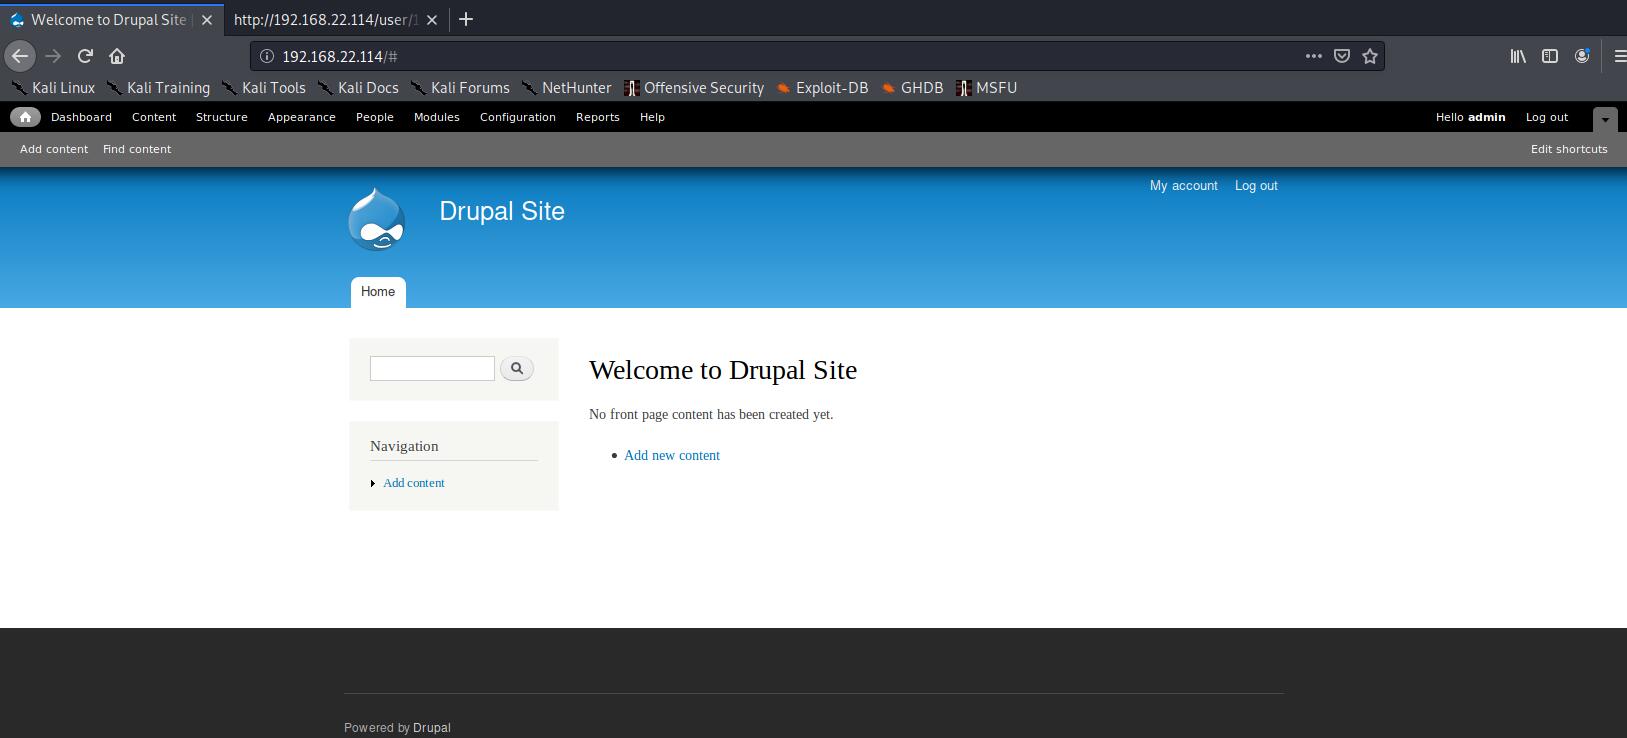 Welcome to Drupal Site | http://192.168.22.114/user/1
192.168.22.114/#
Kali Linux Kali Training Kali Tools Kali Docs Kali Forums NetHunter Offensive Security Exploit-DB GHDB MSFU
Dashboard Content Structure Appearance People Modules Configuration Reports Help Hello admin Log out
Add content Find content Edit shortcuts
My account Log out
Drupal Site
Home
Welcome to Drupal Site
No front page content has been created yet.
Add new content
Navigation
Add content
Powered by Drupal